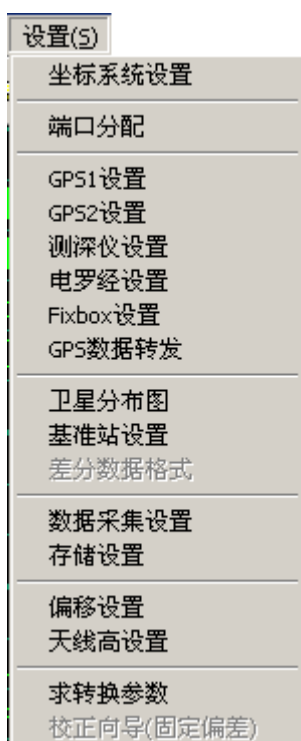 设置(S)
坐标系统设置
端口分配
GPS1设置
GPS2设置
测深仪设置
电罗经设置
Fixbox设置
GPS数据转发
卫星分布图
基准站设置
差分数据格式
数据采集设置
存储设置
偏移设置
天线高设置
求转换参数
校正向导(固定偏差)